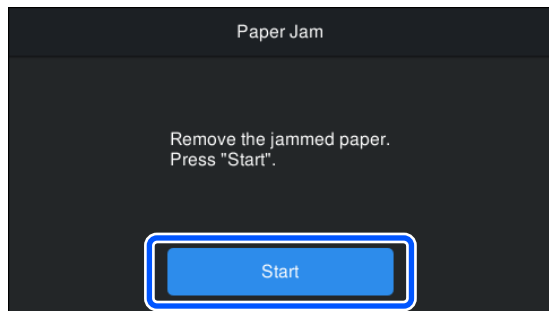 Paper Jam
Remove the jammed paper.
Press "Start".
Start